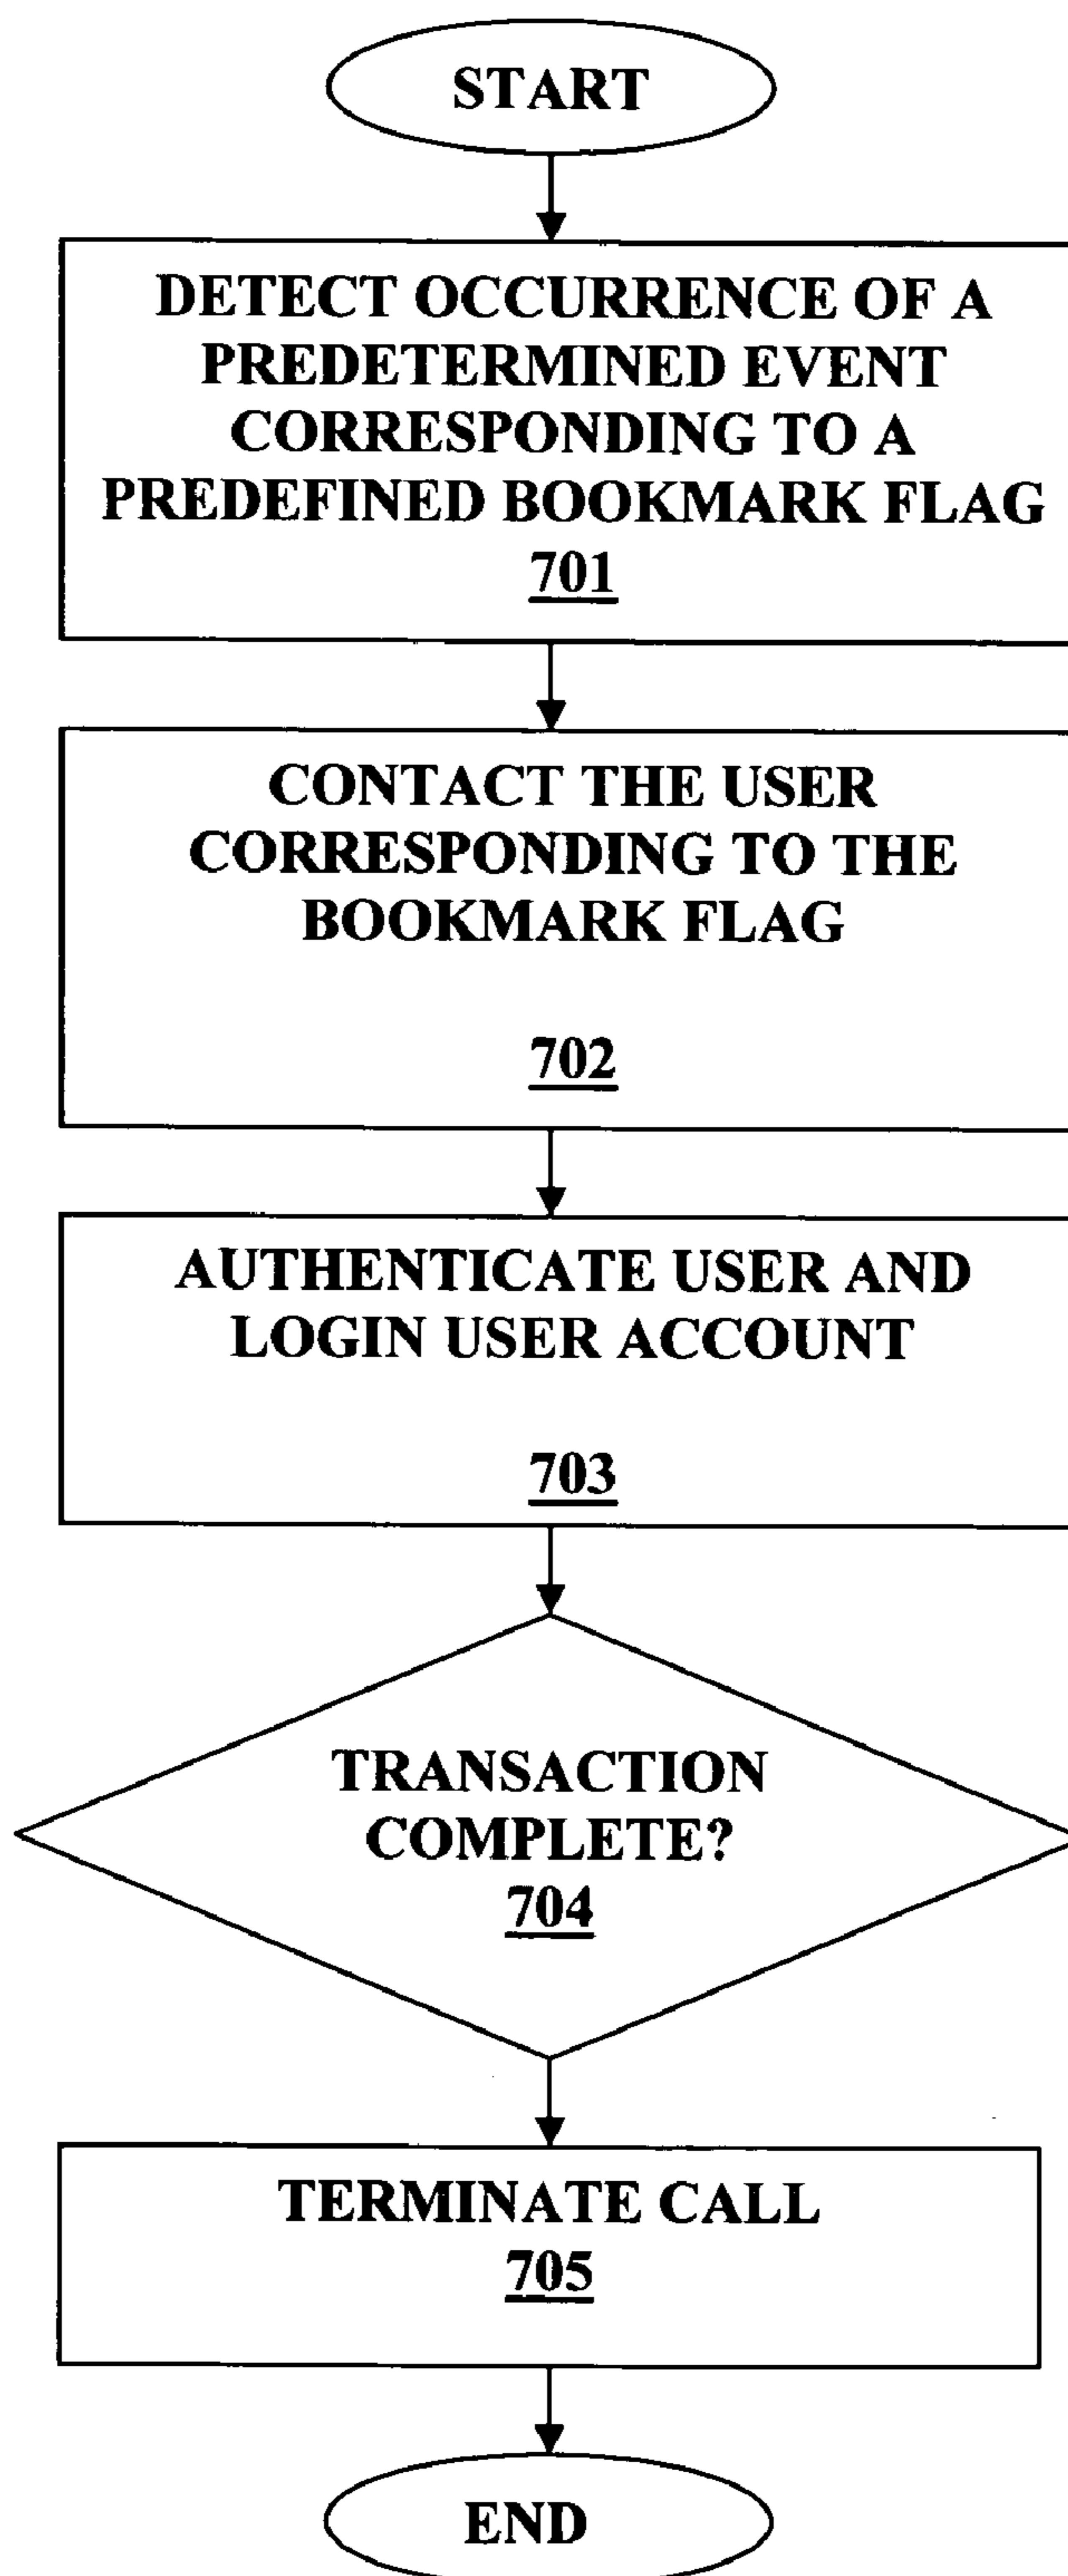 START
DETECT OCCURRENCE OF A
PREDETERMINED EVENT
CORRESPONDING TO A
PREDEFINED BOOKMARK FLAG
701
CONTACT THE USER
CORRESPONDING TO THE
BOOKMARK FLAG
702
AUTHENTICATE USER AND
LOGIN USER ACCOUNT
703
TRANSACTION
COMPLETE?
704
TERMINATE CALL
705
END